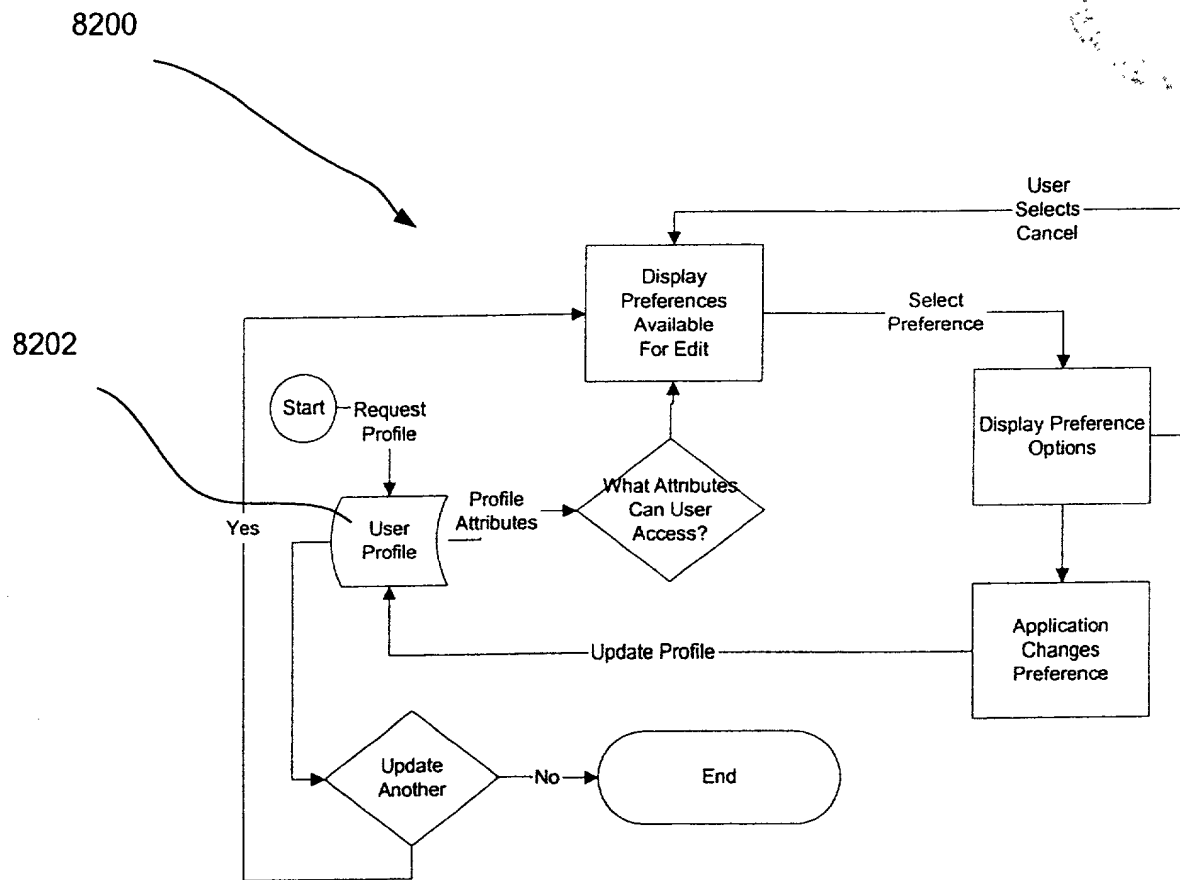 8200
User
Selects
Cancel
Display
Preferences
Available
For Edit
Select
Preference
8202
Start
Request
Profile
Display Preference
Options
What Attributes
Can User
Access?
Profile
Attributes
User
Profile
Yes
Application
Changes
Preference
Update Profile
Update
Another
No
End